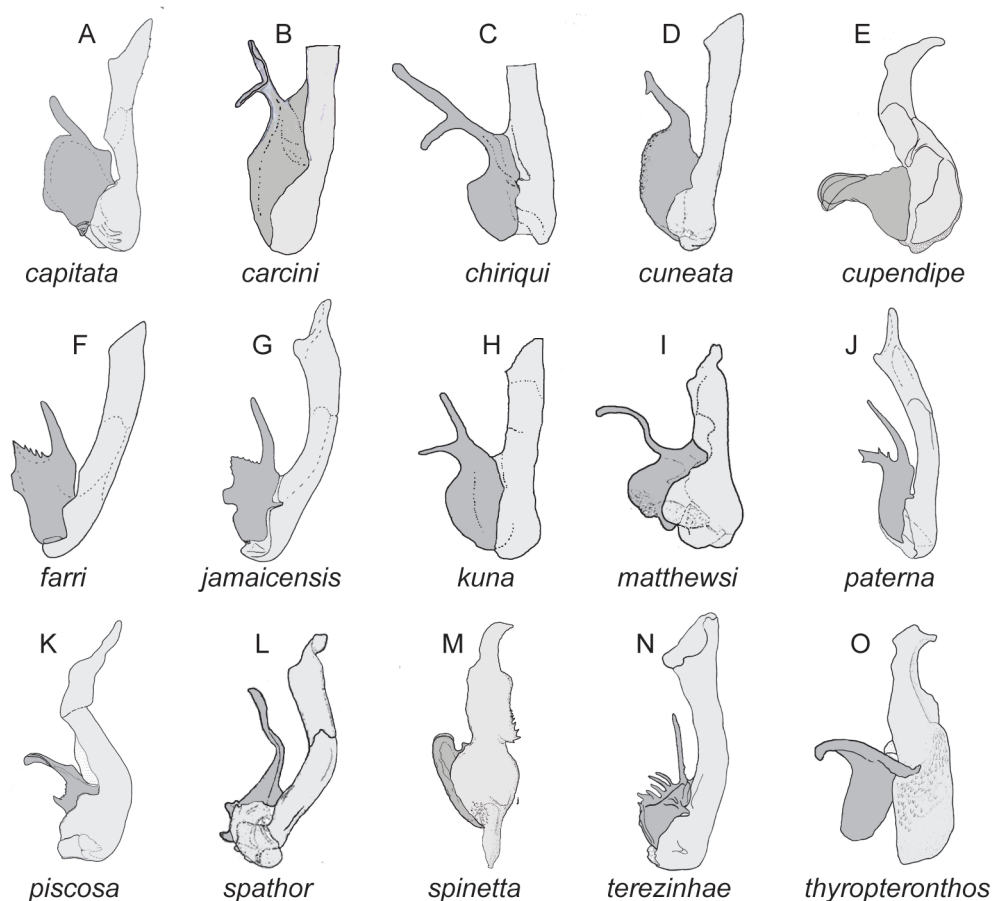 A B C D E
capitata carcini chiriqui cuneata cupendipe
F G H I J
farri jamaicensis kuna matthewsi paterna
K L M N O
piscosa spathor spinetta terezinhae thyropteronthos